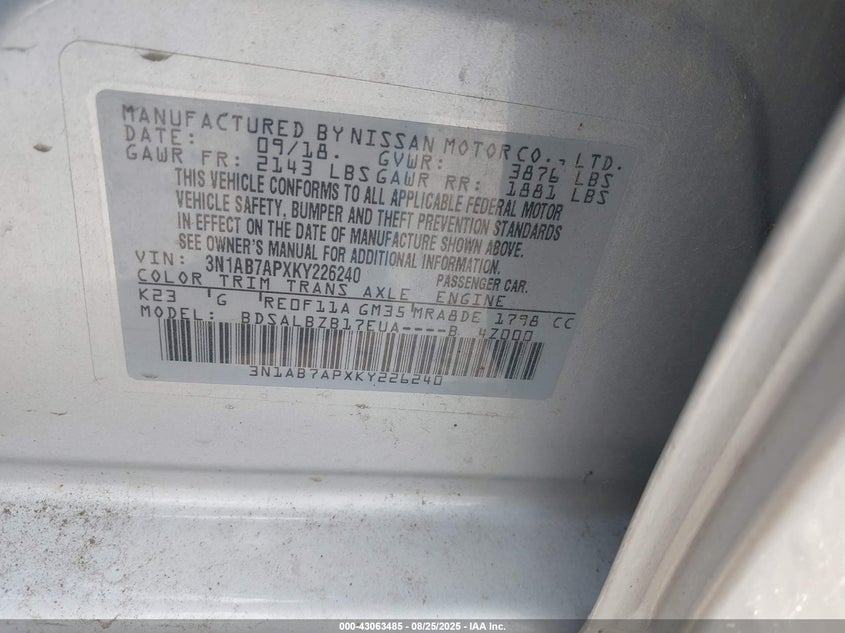 MANUFACTURED BY NISSAN MOTOR CO., LTD.
DATE: 09/18. GVWR: 3876 LBS
GAWR FR: 2143 LBS GAWR RR: 1881 LBS
THIS VEHICLE CONFORMS TO ALL APPLICABLE FEDERAL MOTOR
VEHICLE SAFETY, BUMPER AND THEFT PREVENTION STANDARDS
IN EFFECT ON THE DATE OF MANUFACTURE SHOWN ABOVE.
SEE OWNER'S MANUAL FOR ADDITIONAL INFORMATION.
VIN: 3N1AB7APXKY226240 PASSENGER CAR.
COLOR TRIM TRANS AXLE ENGINE
K23 G RE0F11A GM35 MRA8DE 1798 CC
MODEL: BDSALBZB17EUA----B 4Z000
3N1AB7APXKY226240
000-43063485 - 08/25/2025 - IAA Inc.